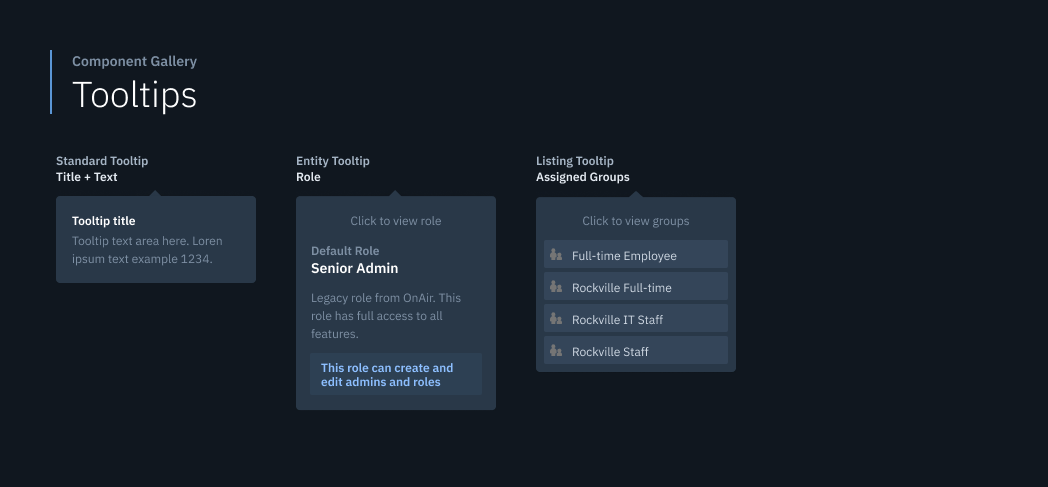 Component Gallery
Tooltips
Standard Tooltip
Title + Text
Tooltip title
Tooltip text area here. Loren
ipsum text example 1234.
Entity Tooltip
Role
Click to view role
Default Role
Senior Admin
Legacy role from OnAir. This
role has full access to all
features.
This role can create and
edit admins and roles
Listing Tooltip
Assigned Groups
Click to view groups
Full-time Employee
Rockville Full-time
Rockville IT Staff
Rockville Staff